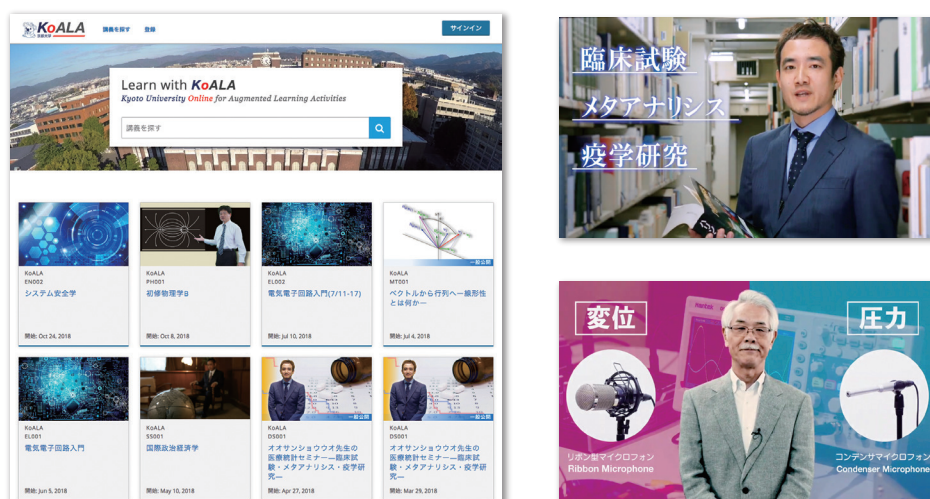 KoALA
京都大学
講義を探す
登録
サインイン
Learn with KoALA
Kyoto University Online for Augmented Learning Activities
講義を探す
KoALA
EN002
システム安全学
開始: Oct 24, 2018
KoALA
PH001
初修物理学B
開始: Oct 8, 2018
KoALA
EL002
電気電子回路入門(7/11-17)
開始: Jul 10, 2018
一般公開
KoALA
MT001
ベクトルから行列へー線形性
とは何かー
開始: Jul 4, 2018
KoALA
EL001
電気電子回路入門
開始: Jun 5, 2018
KoALA
SS001
国際政治経済学
開始: May 10, 2018
一般公開
KoALA
DS001
オオサンショウウオ先生の
医療統計セミナー―臨床試
験・メタアナリシス・疫学研
究―
開始: Apr 27, 2018
一般公開
KoALA
DS001
オオサンショウウオ先生の
医療統計セミナー―臨床試
験・メタアナリシス・疫学研
究―
開始: Mar 29, 2018
臨床試験
メタアナリシス
疫学研究
変位
圧力
リボン型マイクロフォン
Ribbon Microphone
コンデンサマイクロフォン
Condenser Microphone